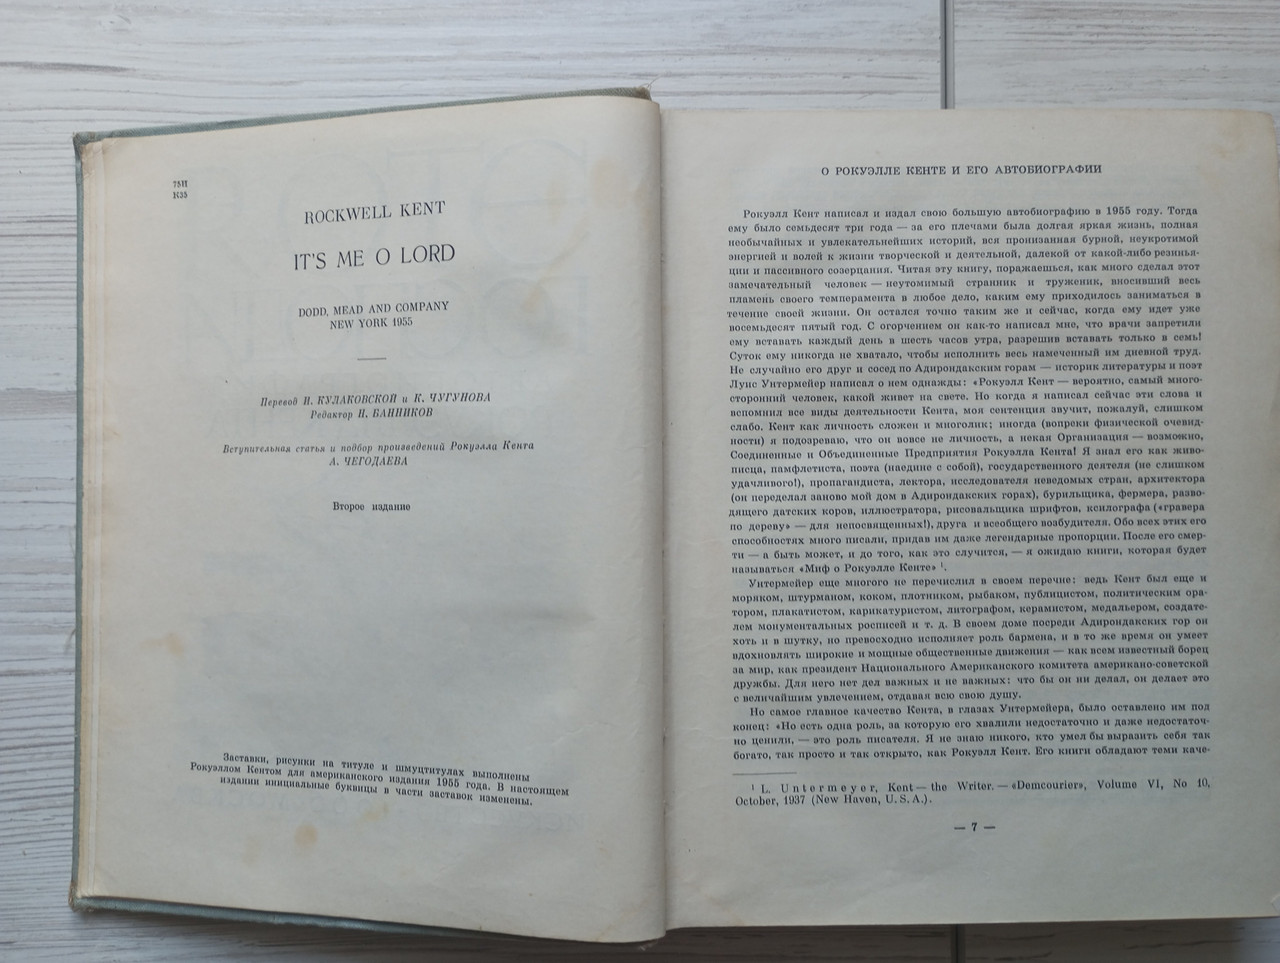 7SII
К35
ROCKWELL KENT
IT'S ME O LORD
DODD, MEAD AND COMPANY
NEW YORK 1955
Перевод И. КУЛАКОВСКОЙ и К. ЧУГУНОВА
Редактор Н. БАННИКОВ
Вступительная статья и подбор произведений Рокуэлла Кента
А. ЧЕГОДАЕВА
Второе издание
Заставки, рисунки на титуле и шмуцтитулах выполнены
Рокуэллом Кентом для американского издания 1955 года. В настоящем
издании инициальные буквицы и части заставок изменены.
О РОКУЭЛЛЕ КЕНТЕ И ЕГО АВТОБИОГРАФИИ
Рокуэлл Кент написал и издал свою большую автобиографию в 1955 году. Тогда
ему было семьдесят три года — за его плечами была долгая яркая жизнь, полная
необычайных и увлекательнейших историй, вся пронизанная бурной, неукротимой
энергией и волей к жизни творческой и деятельной, далекой от какой-либо резинья-
ции и пассивного созерцания. Читая эту книгу, поражаешься, как много сделал этот
замечательный человек — неутомимый странник и труженик, вносивший весь
пламень своего темперамента в любое дело, каким ему приходилось заниматься в
течение своей жизни. Он остался точно таким же и сейчас, когда ему идет уже
восемьдесят пятый год. С огорчением он как-то написал мне, что врачи запретили
ему вставать каждый день в шесть часов утра, разрешив вставать только в семь!
Суток ему никогда не хватало, чтобы исполнить весь намеченный им дневной труд.
Не случайно его друг и сосед по Адирондакским горам — историк литературы и поэт
Луис Унтермейер написал о нем однажды: «Рокуэлл Кент — вероятно, самый много-
сторонний человек, какой живет на свете. Но когда я написал сейчас эти слова и
вспомнил все виды деятельности Кента, моя сентенция звучит, пожалуй, слишком
слабо. Кент как личность сложен и многолик; иногда (вопреки физической очевид-
ности) я подозреваю, что он вовсе не личность, а некая Организация — возможно,
Соединенные и Объединенные Предприятия Рокуэлла Кента! Я знал его как живо-
писца, памфлетиста, поэта (наедине с собой), государственного деятеля (не слишком
удачливого!), пропагандиста, лектора, исследователя неведомых стран, архитектора
(он переделал заново мой дом в Адирондакских горах), бурильщика, фермера, разво-
дящего датских коров, иллюстратора, рисовальщика шрифтов, ксилографа («гравера
по дереву» — для непосвященных!), друга и всеобщего возбудителя. Обо всех этих его
способностях много писали, придав им даже легендарные пропорции. После его смер-
ти — а быть может, и до того, как это случится, — я ожидаю книги, которая будет
называться «Миф о Рокуэлле Кенте» ¹.
Унтермейер еще многого не перечислил в своем перечне: ведь Кент был еще и
моряком, штурманом, коком, плотником, рыбаком, публицистом, политическим ора-
тором, плакатистом, карикатуристом, литографом, керамистом, медальером, создате-
лем монументальных росписей и т. д. В своем доме посреди Адирондакских гор он
хоть и в шутку, но превосходно исполняет роль бармена, и в то же время он умеет
вдохновлять широкие и мощные общественные движения — как всем известный борец
за мир, как президент Национального Американского комитета американо-советской
дружбы. Для него нет дел важных и не важных: что бы он ни делал, он делает это
с величайшим увлечением, отдавая всю свою душу.
Но самое главное качество Кента, в глазах Унтермейера, было оставлено им под
конец: «Но есть одна роль, за которую его хвалили недостаточно и даже недостаточ-
но ценили, — это роль писателя. Я не знаю никого, кто умел бы выразить себя так
богато, так просто и так открыто, как Рокуэлл Кент. Его книги обладают теми каче-
¹ L. Untermeyer, Kent — the Writer. — «Demcourier», Volume VI, No 10,
October, 1937 (New Haven, U. S. A.).
— 7 —